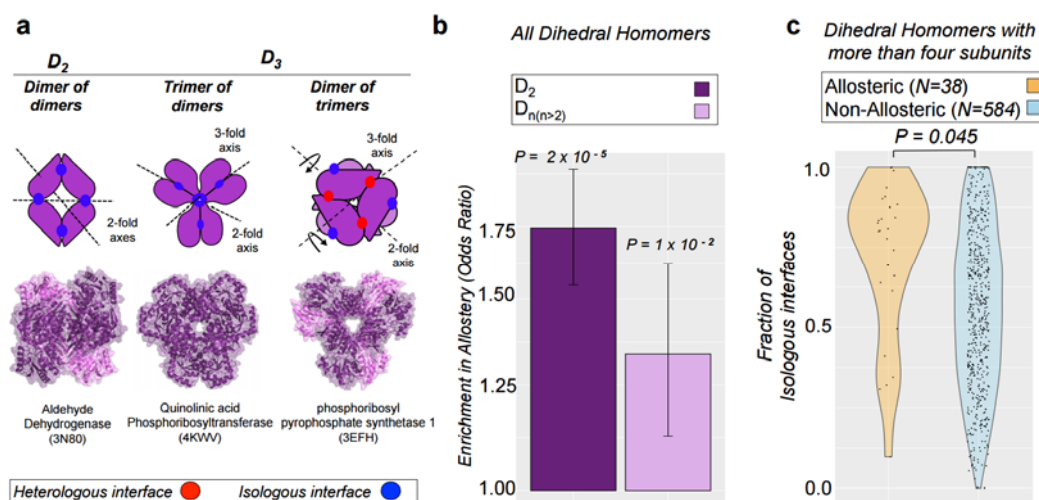 a
D2
D3
Dimer of
dimers
Trimer of
dimers
Dimer of
trimers
2-fold
axes
3-fold
axis
2-fold
axis
3-fold
axis
2-fold
axis
Aldehyde
Dehydrogenase
(3N80)
Quinolinic acid
Phosphoribosyltransferase
(4KWV)
phosphoribosyl
pyrophosphate synthetase 1
(3EFH)
Heterologous interface
Isologous interface
b
All Dihedral Homomers
D2
Dn(n>2)
P = 2 x 10 -5
P = 1 x 10 -2
Enrichment in Allostery (Odds Ratio)
1.75
1.50
1.25
1.00
c
Dihedral Homomers with
more than four subunits
Allosteric (N=38)
Non-Allosteric (N=584)
P = 0.045
Fraction of
Isologous interfaces
1.0
0.5
0.0